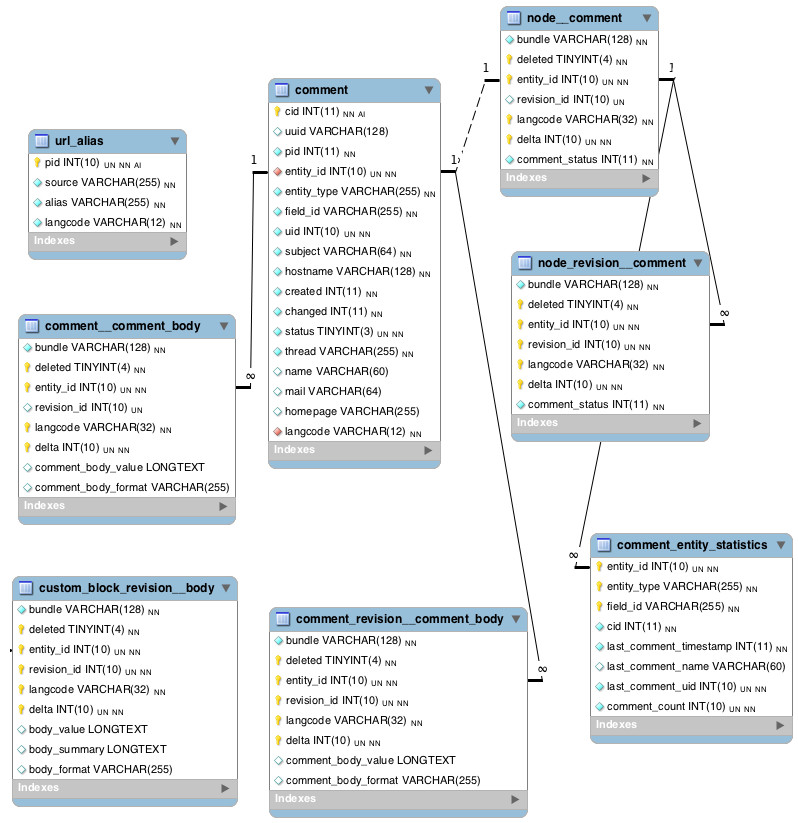 node__comment
bundle VARCHAR(128) NN
deleted TINYINT(4) NN
entity_id INT(10) UN NN
revision_id INT(10) UN
langcode VARCHAR(32) NN
delta INT(10) UN NN
comment_status INT(11) NN
Indexes
1
1
comment
cid INT(11) NN AI
uuid VARCHAR(128)
pid INT(11) NN
entity_id INT(10) UN NN
entity_type VARCHAR(255) NN
field_id VARCHAR(255) NN
uid INT(10) UN NN
subject VARCHAR(64) NN
hostname VARCHAR(128) NN
created INT(11) NN
changed INT(11) NN
status TINYINT(3) UN NN
thread VARCHAR(255) NN
name VARCHAR(60)
mail VARCHAR(64)
homepage VARCHAR(255)
langcode VARCHAR(12) NN
Indexes
1
1
url_alias
pid INT(10) UN NN AI
source VARCHAR(255) NN
alias VARCHAR(255) NN
langcode VARCHAR(12) NN
Indexes
node_revision__comment
bundle VARCHAR(128) NN
deleted TINYINT(4) NN
entity_id INT(10) UN NN
revision_id INT(10) UN NN
langcode VARCHAR(32) NN
delta INT(10) UN NN
comment_status INT(11) NN
Indexes
∞
comment__comment_body
bundle VARCHAR(128) NN
deleted TINYINT(4) NN
entity_id INT(10) UN NN
revision_id INT(10) UN
langcode VARCHAR(32) NN
delta INT(10) UN NN
comment_body_value LONGTEXT
comment_body_format VARCHAR(255)
Indexes
∞
comment_entity_statistics
entity_id INT(10) UN NN
entity_type VARCHAR(255) NN
field_id VARCHAR(255) NN
cid INT(11) NN
last_comment_timestamp INT(11) NN
last_comment_name VARCHAR(60)
last_comment_uid INT(10) UN NN
comment_count INT(10) UN NN
Indexes
∞
custom_block_revision__body
bundle VARCHAR(128) NN
deleted TINYINT(4) NN
entity_id INT(10) UN NN
revision_id INT(10) UN NN
langcode VARCHAR(32) NN
delta INT(10) UN NN
body_value LONGTEXT
body_summary LONGTEXT
body_format VARCHAR(255)
Indexes
comment_revision__comment_body
bundle VARCHAR(128) NN
deleted TINYINT(4) NN
entity_id INT(10) UN NN
revision_id INT(10) UN NN
langcode VARCHAR(32) NN
delta INT(10) UN NN
comment_body_value LONGTEXT
comment_body_format VARCHAR(255)
Indexes
∞